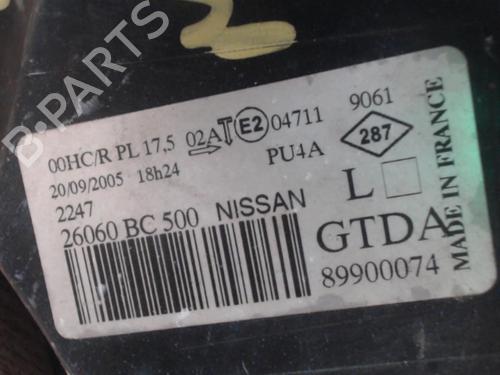 B-PARTS
00HC/R PL 17,5 02A E2 04711 9061
20/09/2005 18h24 PU4A 287
2247 L
26060 BC 500 NISSAN
GTDA
89900074
MADE IN FRANCE